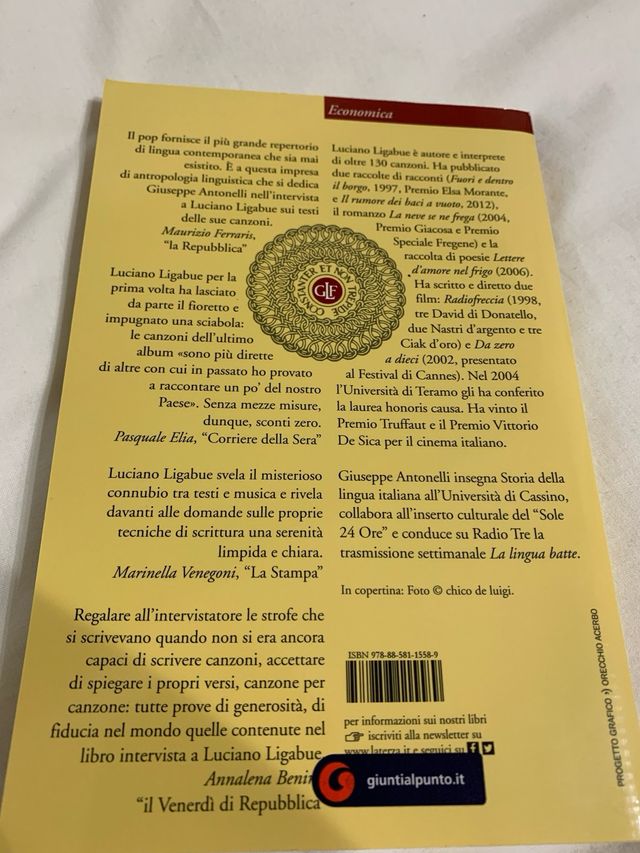 Economica
Il pop fornisce il più grande repertorio
di lingua contemporanea che sia mai
esistito. È a questa impresa
di antropologia linguistica che si dedica
Giuseppe Antonelli nell'intervista
a Luciano Ligabue sui testi
delle sue canzoni.
Maurizio Ferraris,
"la Repubblica"
Luciano Ligabue per la
prima volta ha lasciato
da parte il fioretto e
impugnato una sciabola:
le canzoni dell'ultimo
album «sono più dirette
di altre con cui in passato ho provato
a raccontare un po' del nostro
Paese». Senza mezze misure,
dunque, sconti zero.
Pasquale Elia, "Corriere della Sera"
Luciano Ligabue svela il misterioso
connubio tra testi e musica e rivela
davanti alle domande sulle proprie
tecniche di scrittura una serenità
limpida e chiara.
Marinella Venegoni, "La Stampa"
Regalare all'intervistatore le strofe che
si scrivevano quando non si era ancora
capaci di scrivere canzoni, accettare
di spiegare i propri versi, canzone per
canzone: tutte prove di generosità, di
fiducia nel mondo quelle contenute nel
libro intervista a Luciano Ligabue
Annalena Benin
"il Venerdì di Repubblica"
CONSTANTER ET NON TREPIDE
GLF
Luciano Ligabue è autore e interprete
di oltre 130 canzoni. Ha pubblicato
due raccolte di racconti (Fuori e dentro
il borgo, 1997, Premio Elsa Morante,
e Il rumore dei baci a vuoto, 2012),
il romanzo La neve se ne frega (2004,
Premio Giacosa e Premio
Speciale Fregene) e la
raccolta di poesie Lettere
d'amore nel frigo (2006).
Ha scritto e diretto due
film: Radiofreccia (1998,
tre David di Donatello,
due Nastri d'argento e tre
Ciak d'oro) e Da zero
a dieci (2002, presentato
al Festival di Cannes). Nel 2004
l'Università di Teramo gli ha conferito
la laurea honoris causa. Ha vinto il
Premio Truffaut e il Premio Vittorio
De Sica per il cinema italiano.
Giuseppe Antonelli insegna Storia della
lingua italiana all'Università di Cassino,
collabora all'inserto culturale del "Sole
24 Ore" e conduce su Radio Tre la
trasmissione settimanale La lingua batte.
In copertina: Foto © chico de luigi.
ISBN 978-88-581-1558-9
per informazioni sui nostri libri
iscriviti alla newsletter su
www.laterza.it e seguici su
giuntialpunto.it
PROGETTO GRAFICO •) ORECCHIO ACERBO